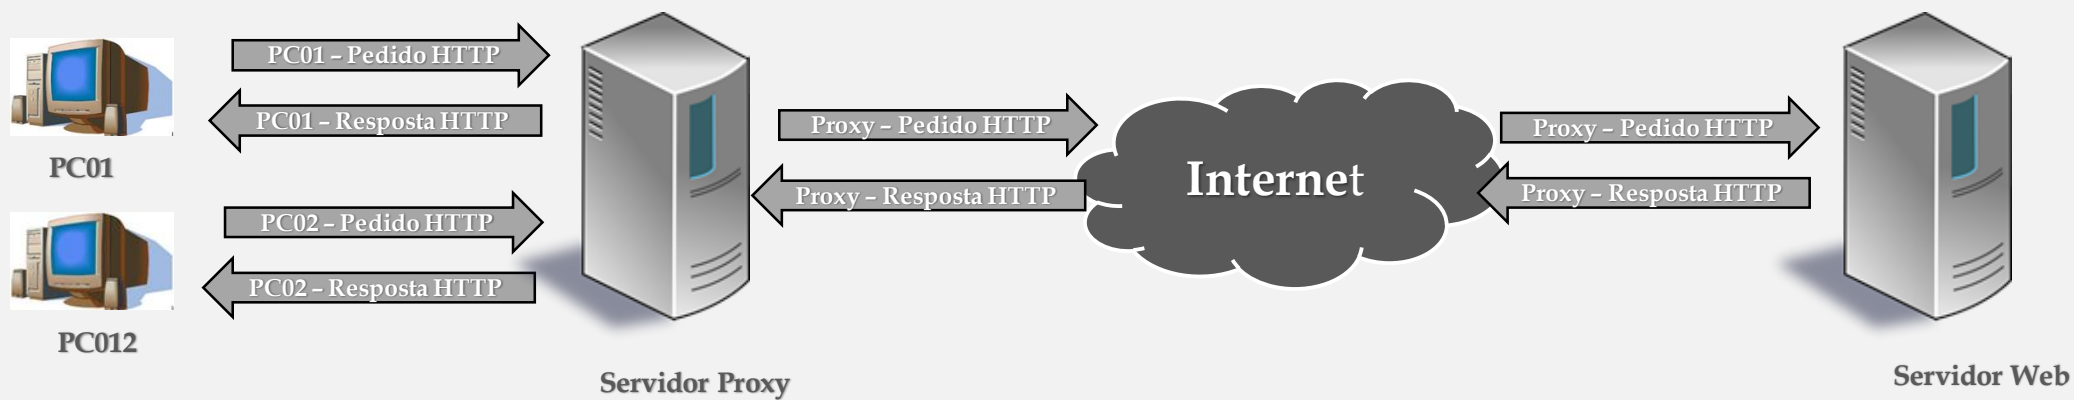 PC01 – Pedido HTTP
PC01 – Resposta HTTP
PC01
PC02 – Pedido HTTP
PC02 – Resposta HTTP
PC012
Servidor Proxy
Proxy – Pedido HTTP
Proxy – Resposta HTTP
Internet
Proxy – Pedido HTTP
Proxy – Resposta HTTP
Servidor Web